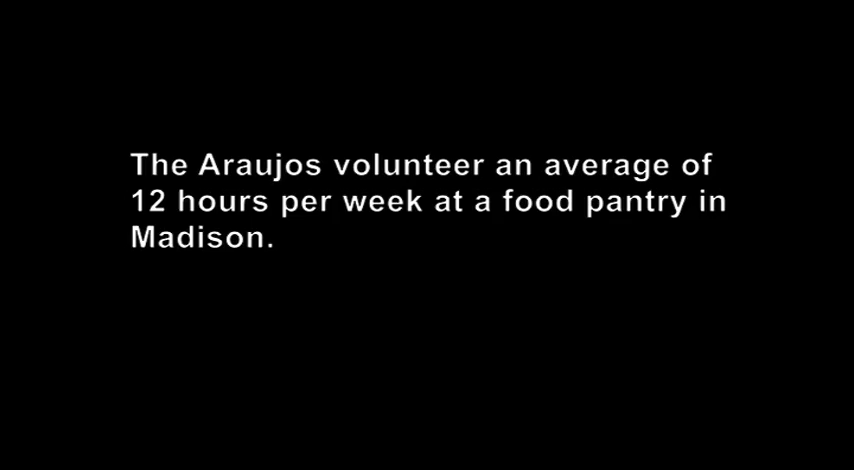 The Araujos volunteer an average of
12 hours per week at a food pantry in
Madison.